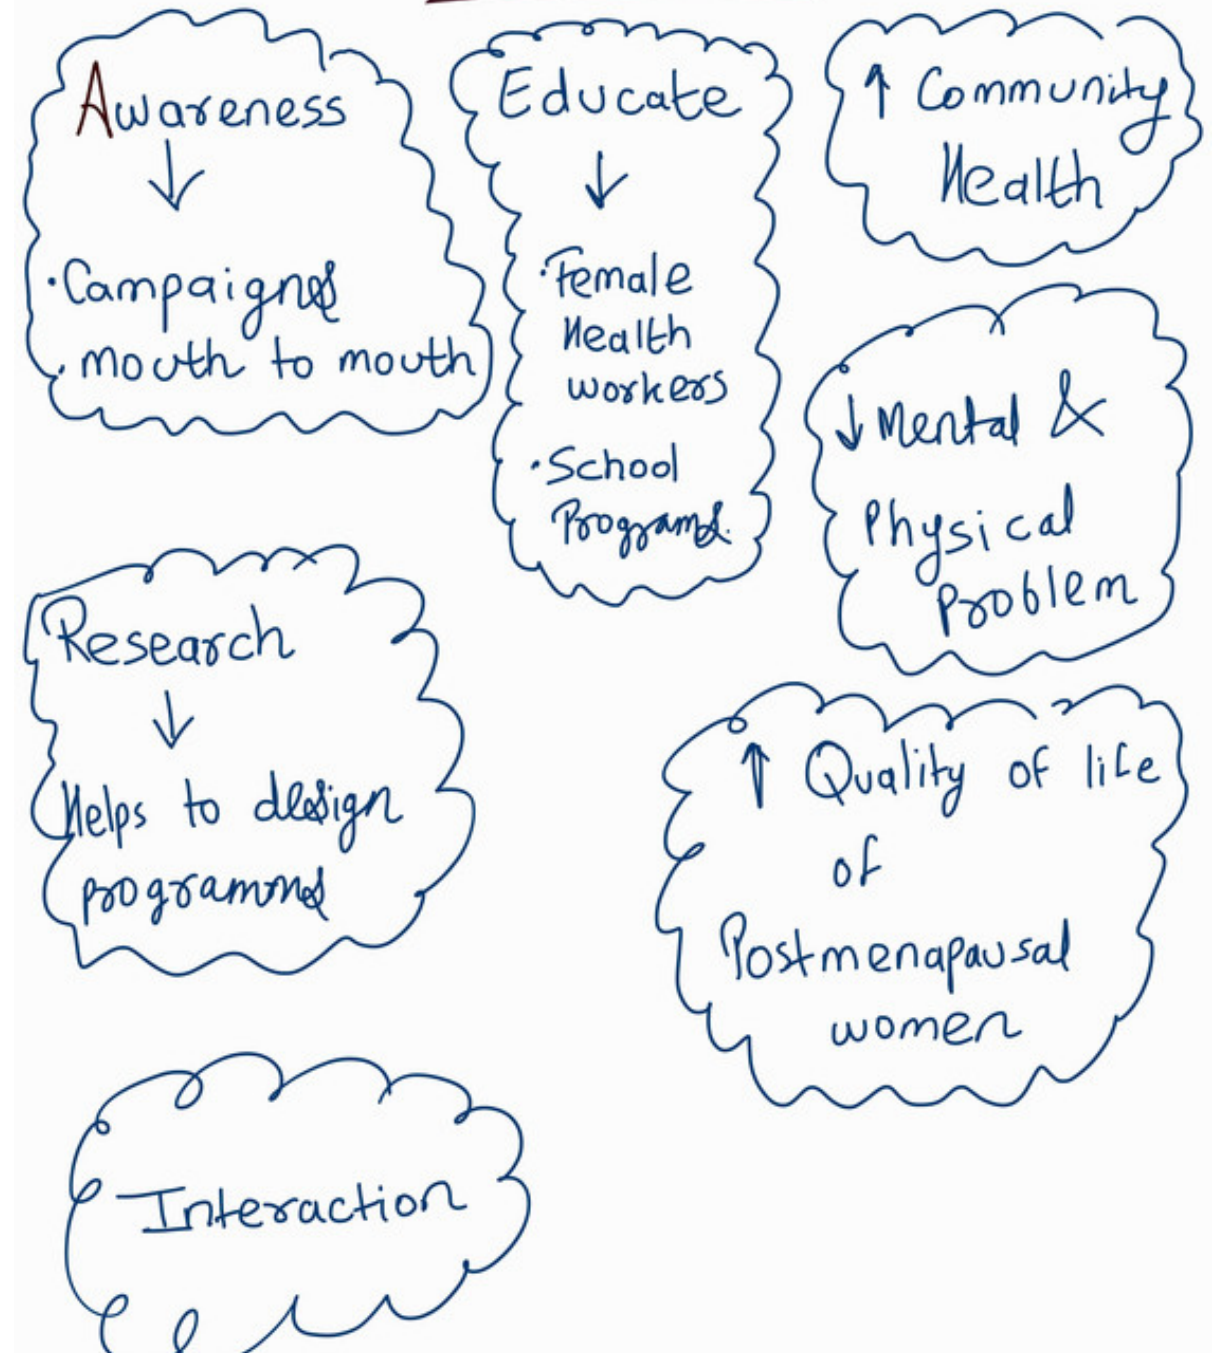 Awareness
↓
· Campaigns
· mouth to mouth
Educate
↓
· Female
Health
workers
· School
Programs.
↑ Community
Health
↓ Mental &
Physical
Problem
Research
↓
Helps to design
programms
↑ Quality of life
of
Postmenapausal
women
Interaction